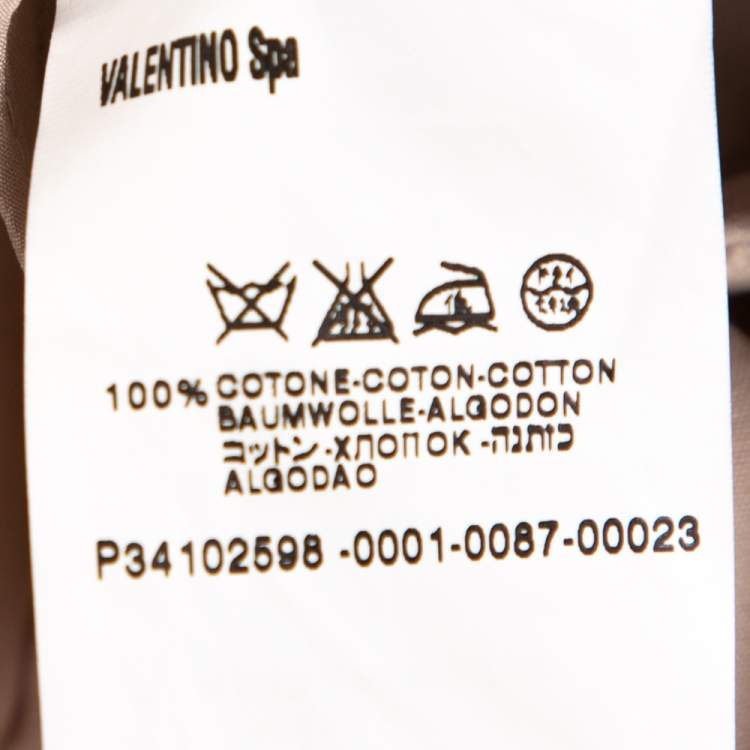 VALENTINO Spa
100% COTONE-COTON-COTTON
BAUMWOLLE-ALGODON
コットン-ХЛОПОК-כותנה
ALGODAO
P34102598 -0001-0087-00023